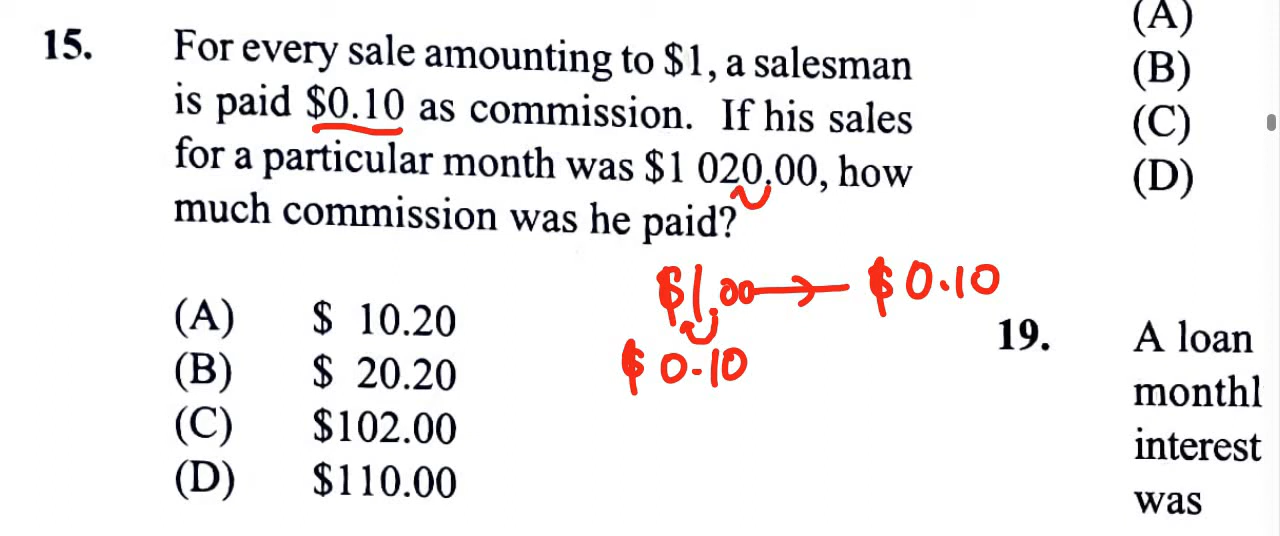 (A)
15. For every sale amounting to $1, a salesman
(B)
is paid $0.10 as commission. If his sales
(C)
for a particular month was $1 020.00, how
(D)
much commission was he paid?
$1.00 → $0.10
(A) $ 10.20
$0.10
(B) $ 20.20
(C) $102.00
(D) $110.00
19. A loan
monthl
interest
was